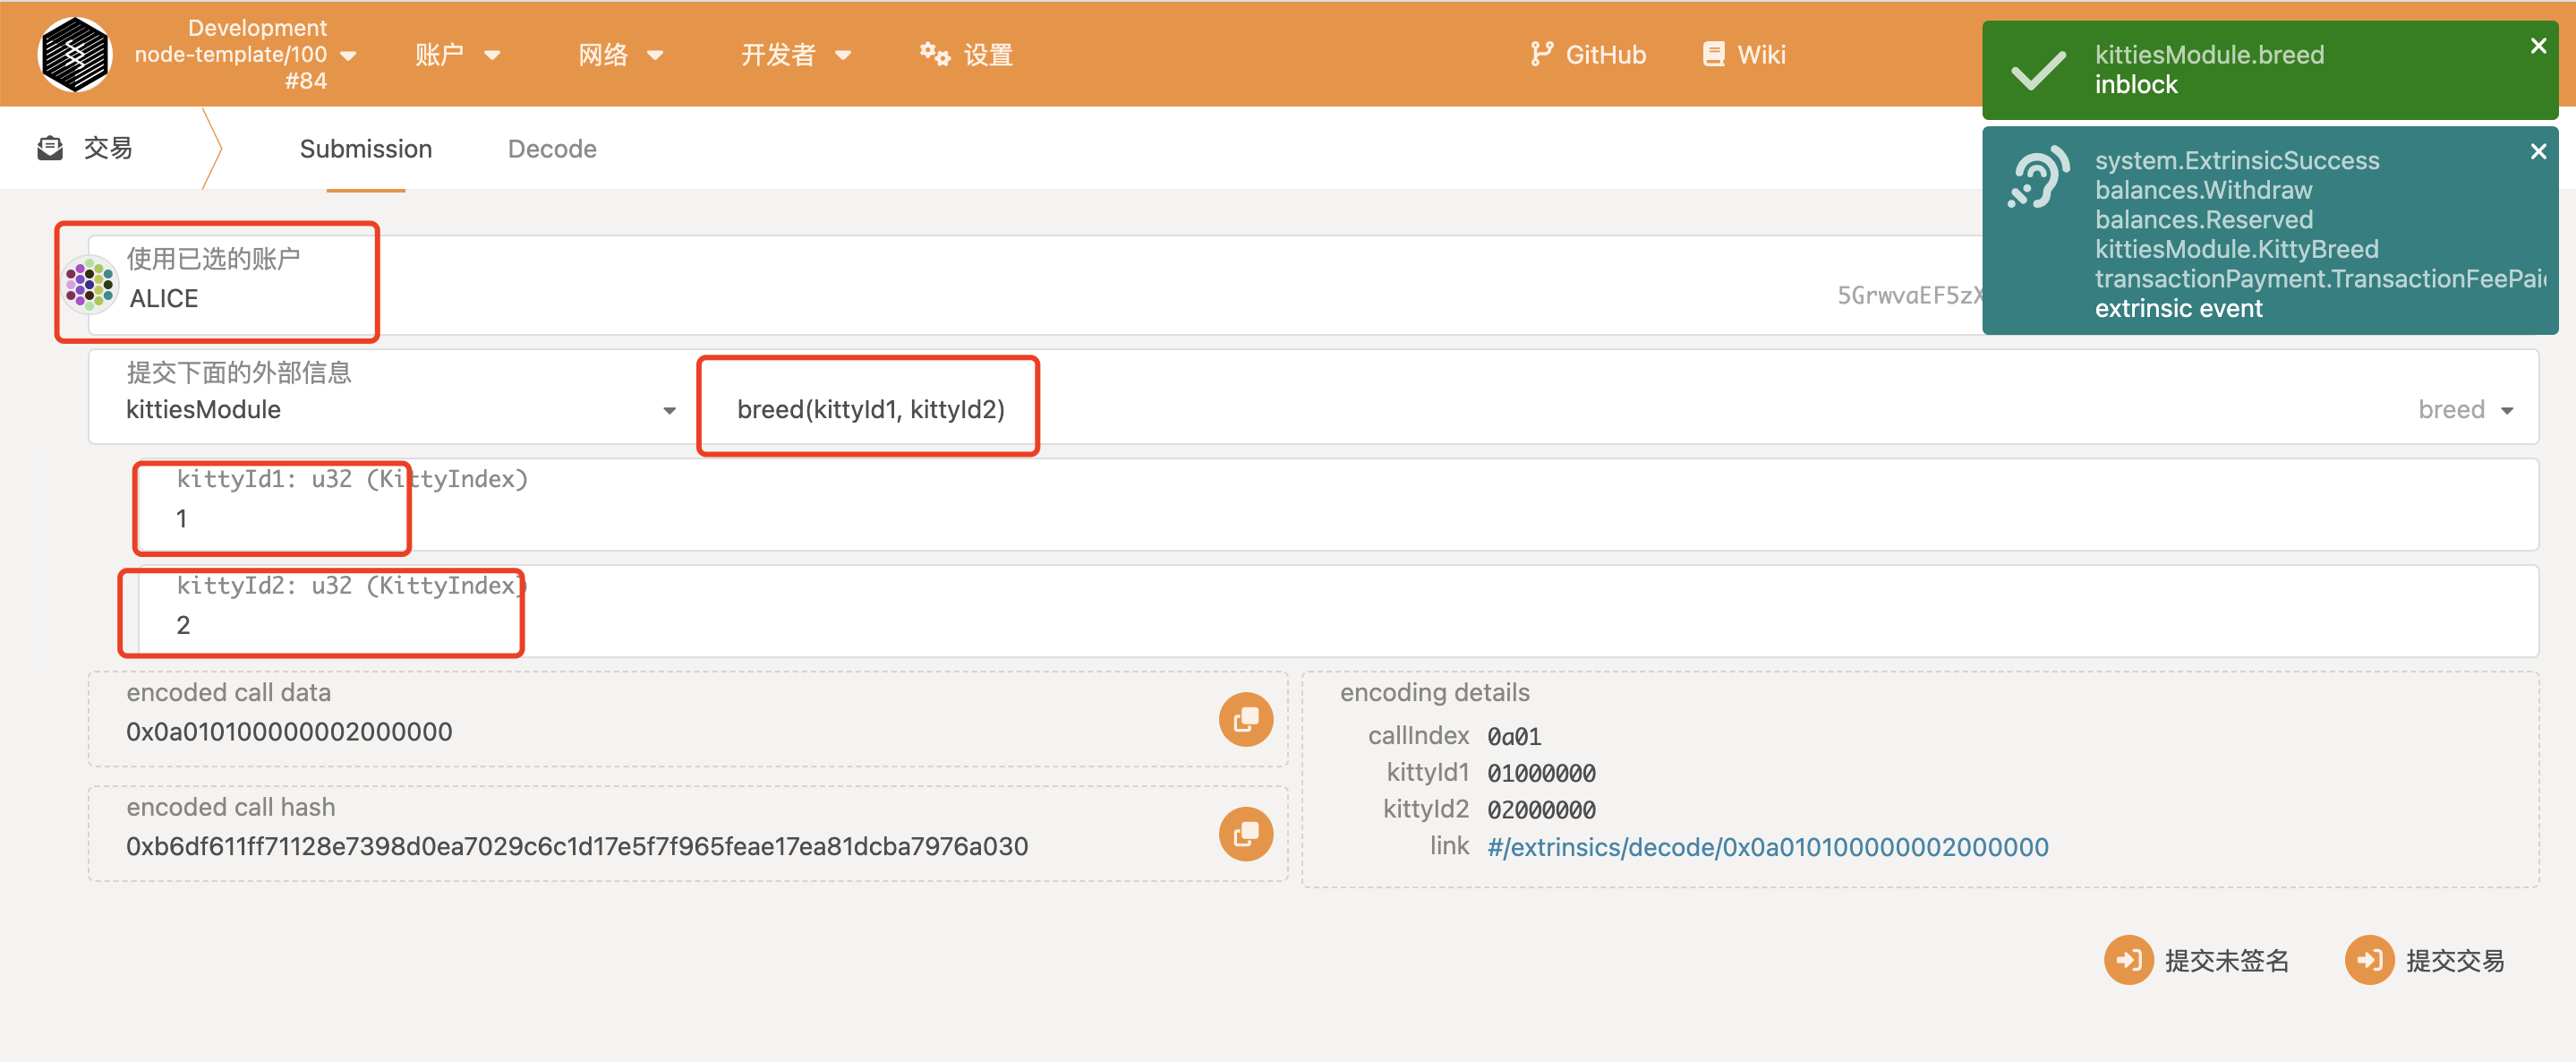 Development
node-template/100
#84
账户
网络
开发者
设置
GitHub
Wiki
kittiesModule.breed
inblock
system.ExtrinsicSuccess
balances.Withdraw
balances.Reserved
kittiesModule.KittyBreed
transactionPayment.TransactionFeePai
extrinsic event
交易
Submission
Decode
使用已选的账户
ALICE
5GrwvaEF5zX
提交下面的外部信息
kittiesModule
breed(kittyId1, kittyId2)
breed
kittyId1: u32 (KittyIndex)
1
kittyId2: u32 (KittyIndex)
2
encoded call data
0x0a010100000002000000
encoded call hash
0xb6df611ff71128e7398d0ea7029c6c1d17e5f7f965feae17ea81dcba7976a030
encoding details
callIndex 0a01
kittyId1 01000000
kittyId2 02000000
link #/extrinsics/decode/0x0a010100000002000000
提交未签名
提交交易